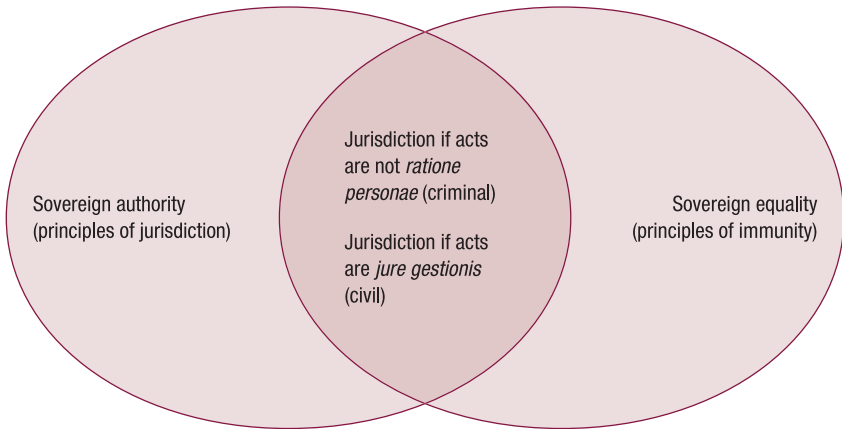 Sovereign authority
(principles of jurisdiction)
Jurisdiction if acts
are not ratione
personae (criminal)
Jurisdiction if acts
are jure gestionis
(civil)
Sovereign equality
(principles of immunity)